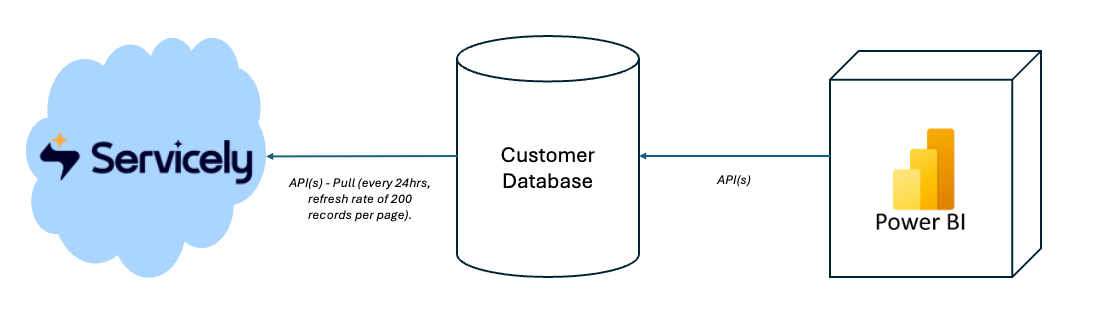 Servicely
API(s) - Pull (every 24hrs,
refresh rate of 200
records per page).
Customer
Database
API(s)
Power BI